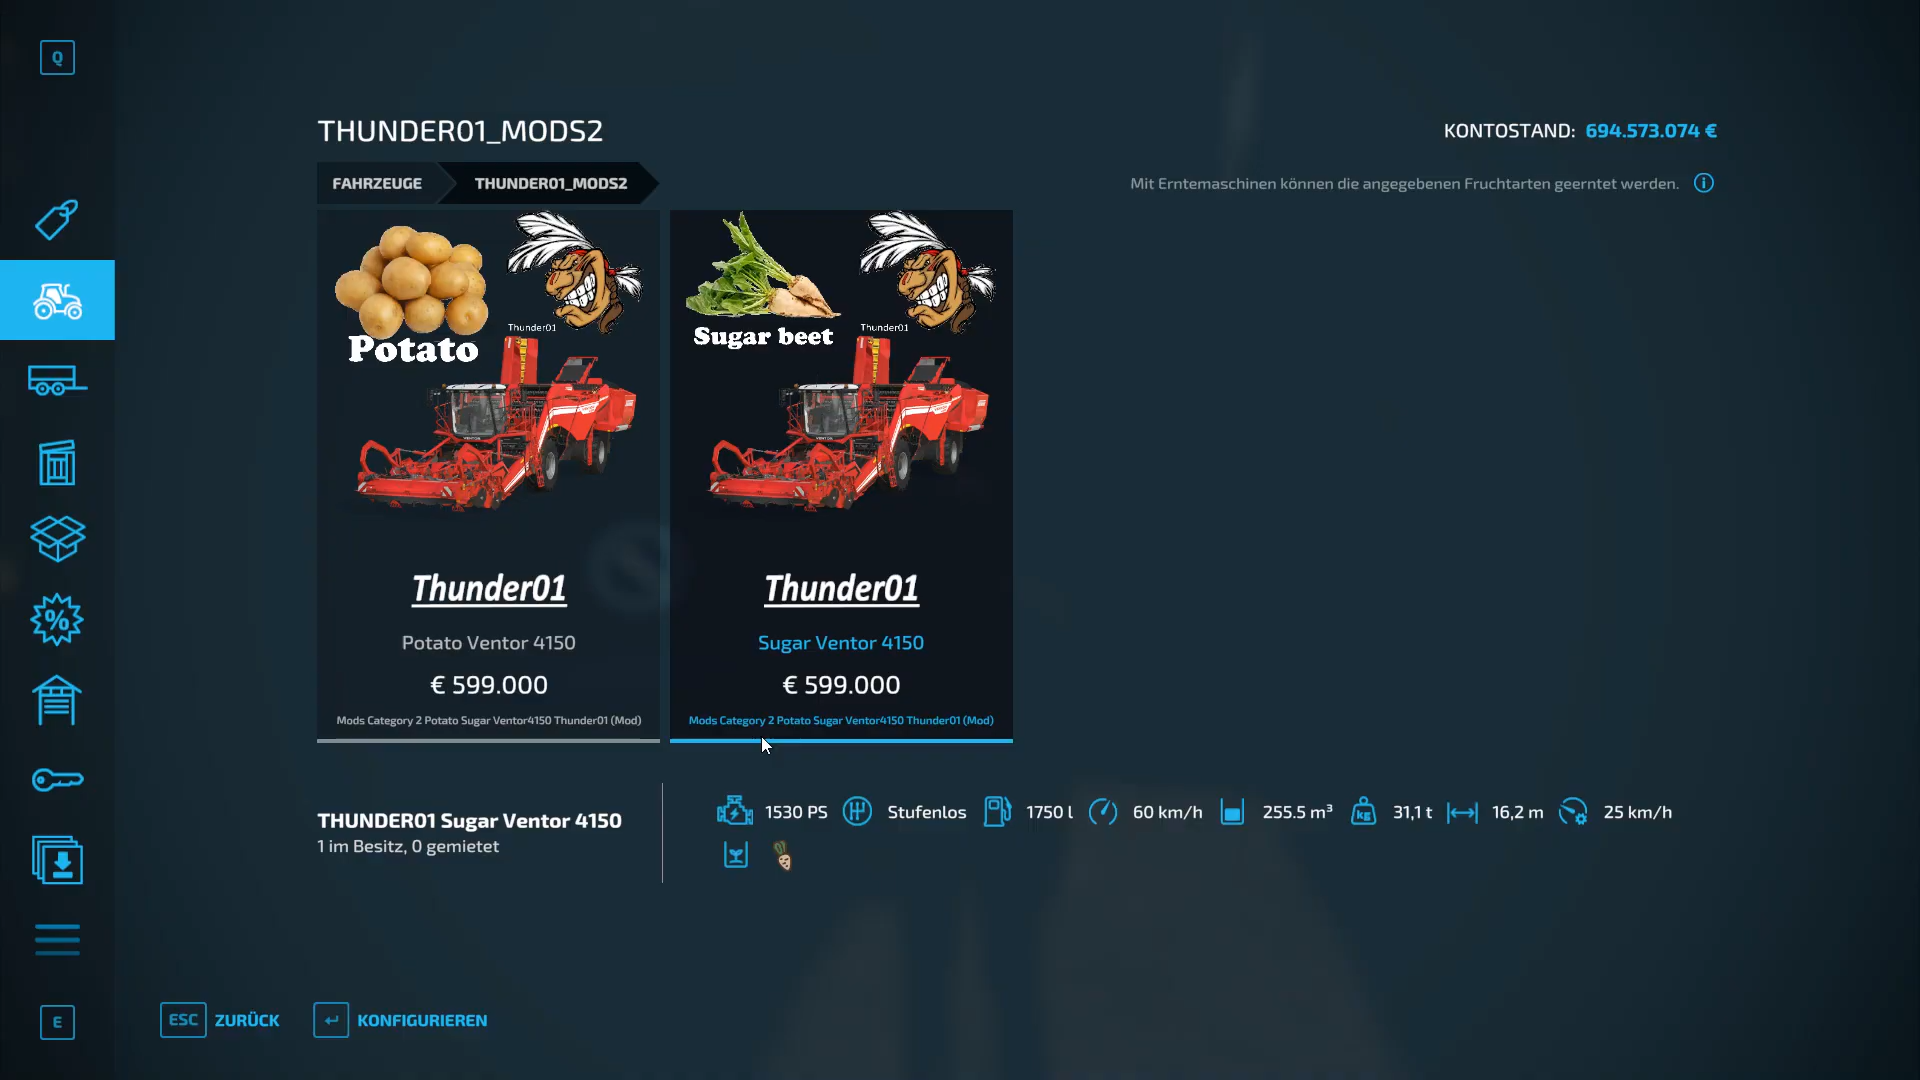 Q
THUNDER01_MODS2
KONTOSTAND: 694.573.074 €
FAHRZEUGE THUNDER01_MODS2
Mit Erntemaschinen können die angegebenen Fruchtarten geerntet werden.
Thunder01
Potato
Thunder01
Potato Ventor 4150
€ 599.000
Mods Category 2 Potato Sugar Ventor4150 Thunder01 (Mod)
Thunder01
Sugar beet
Thunder01
Sugar Ventor 4150
€ 599.000
Mods Category 2 Potato Sugar Ventor4150 Thunder01 (Mod)
THUNDER01 Sugar Ventor 4150
1 im Besitz, 0 gemietet
1530 PS Stufenlos 1750 l 60 km/h 255.5 m³ kg 31,1 t 16,2 m 25 km/h
E
ESC ZURÜCK KONFIGURIEREN